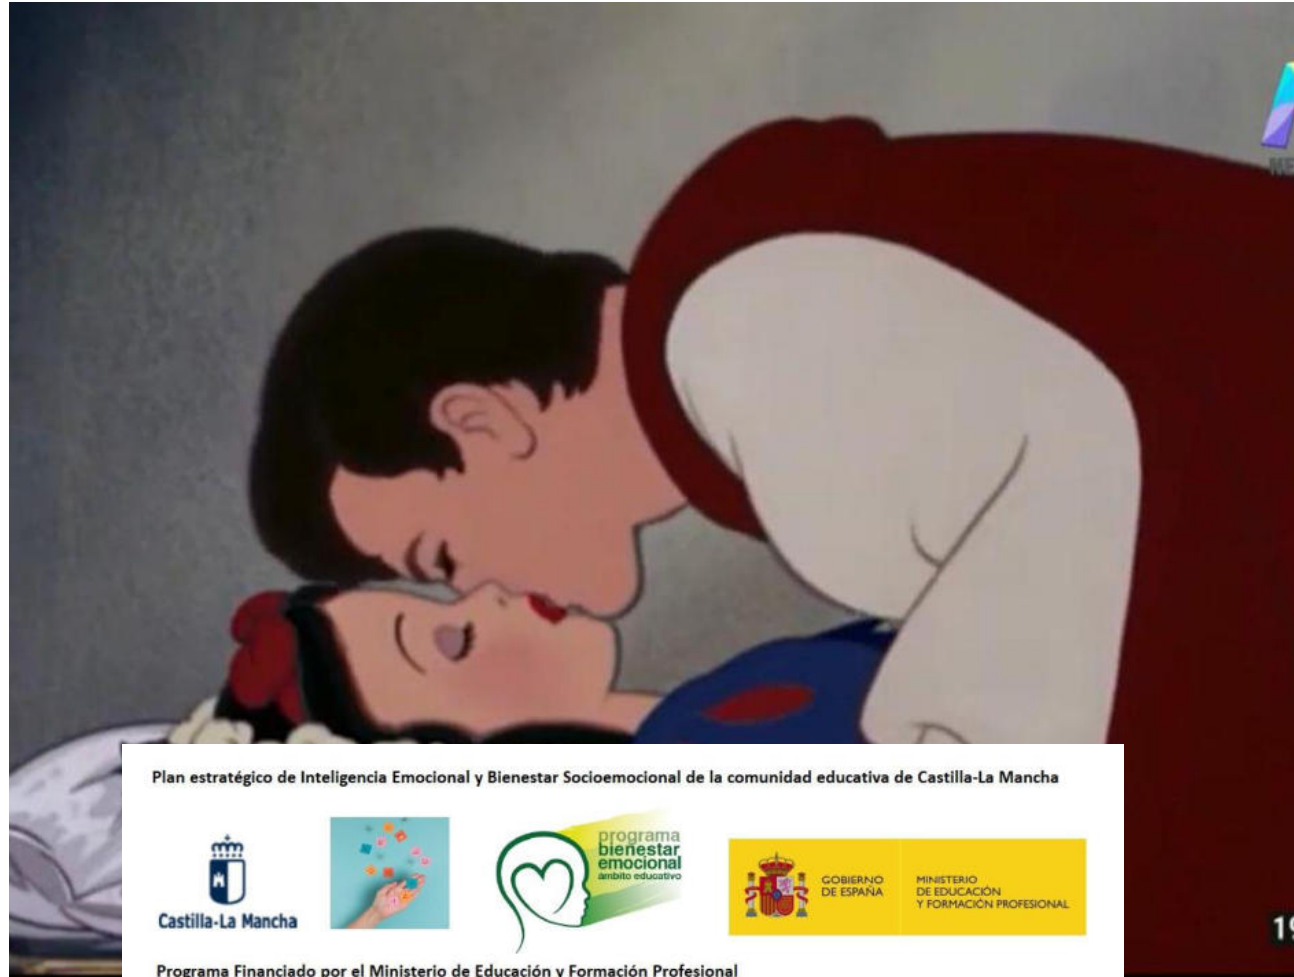 ME
Plan estratégico de Inteligencia Emocional y Bienestar Socioemocional de la comunidad educativa de Castilla-La Mancha
Castilla-La Mancha
programa
bienestar
emocional
ámbito educativo
GOBIERNO
DE ESPAÑA
MINISTERIO
DE EDUCACIÓN
Y FORMACIÓN PROFESIONAL
19
Programa Financiado por el Ministerio de Educación y Formación Profesional